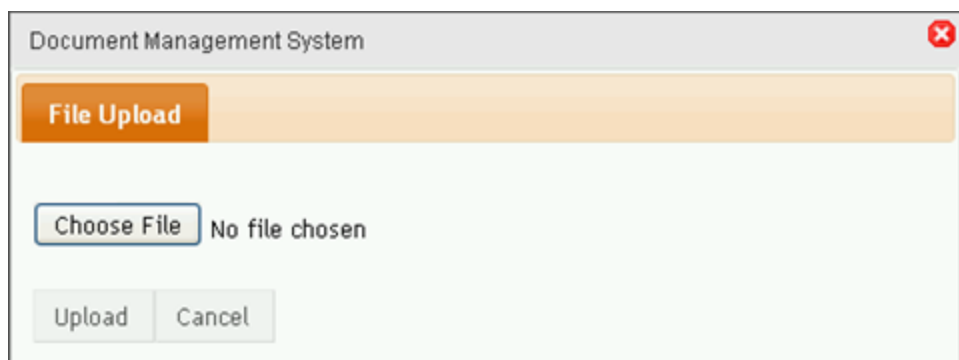 Document Management System
File Upload
Choose File No file chosen
Upload Cancel